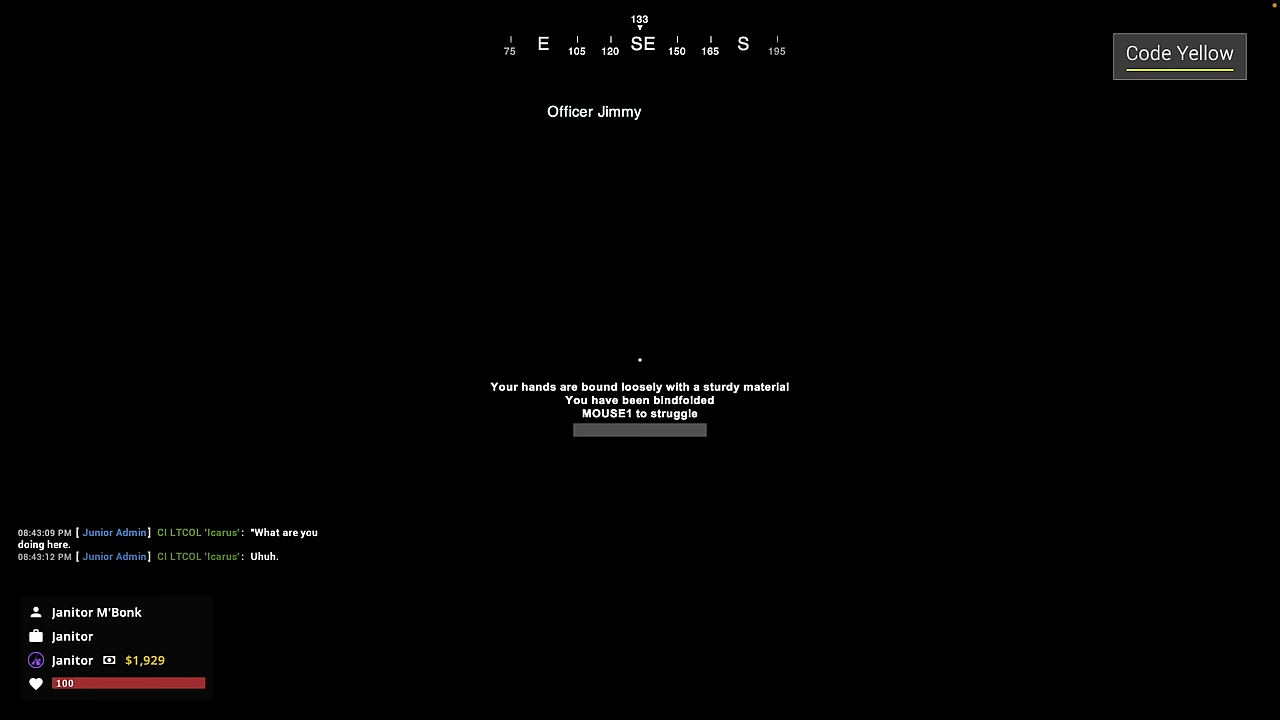 133
75 E 105 120 SE 150 165 S 195
Code Yellow
Officer Jimmy
Your hands are bound loosely with a sturdy material
You have been bindfolded
MOUSE1 to struggle
08:43:09 PM [ Junior Admin] CI LTCOL 'Icarus': "What are you
doing here.
08:43:12 PM [ Junior Admin] CI LTCOL 'Icarus': Uhuh.
Janitor M'Bonk
Janitor
Janitor $1,929
100